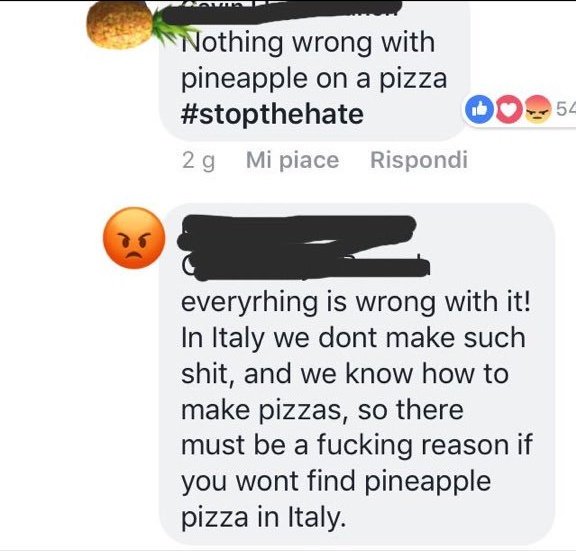 Nothing wrong with
pineapple on a pizza
#stopthehate
54
2 g Mi piace Rispondi
everyrhing is wrong with it!
In Italy we dont make such
shit, and we know how to
make pizzas, so there
must be a fucking reason if
you wont find pineapple
pizza in Italy.